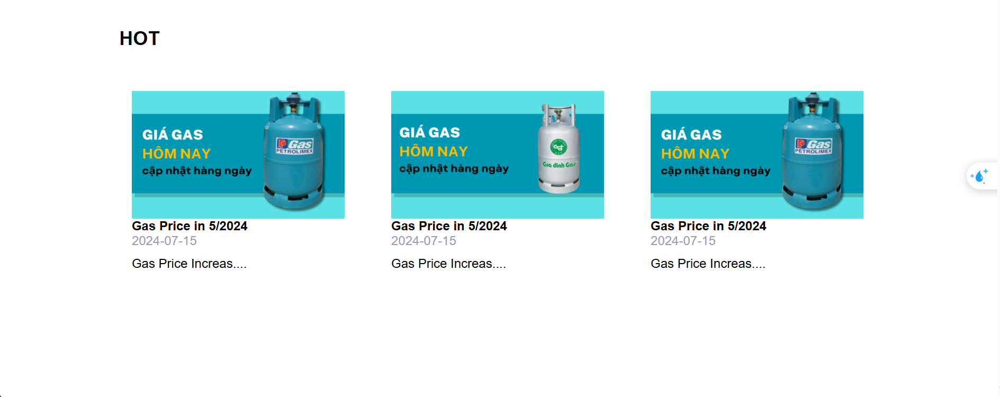 HOT
GIÁ GAS
HÔM NAY
cập nhật hàng ngày
Gas
PETROLIMEX
Gas Price in 5/2024
2024-07-15
Gas Price Increas....
GIÁ GAS
HÔM NAY
cập nhật hàng ngày
Gia đình Gas
Gas Price in 5/2024
2024-07-15
Gas Price Increas....
GIÁ GAS
HÔM NAY
cập nhật hàng ngày
Gas
PETROLIMEX
Gas Price in 5/2024
2024-07-15
Gas Price Increas....